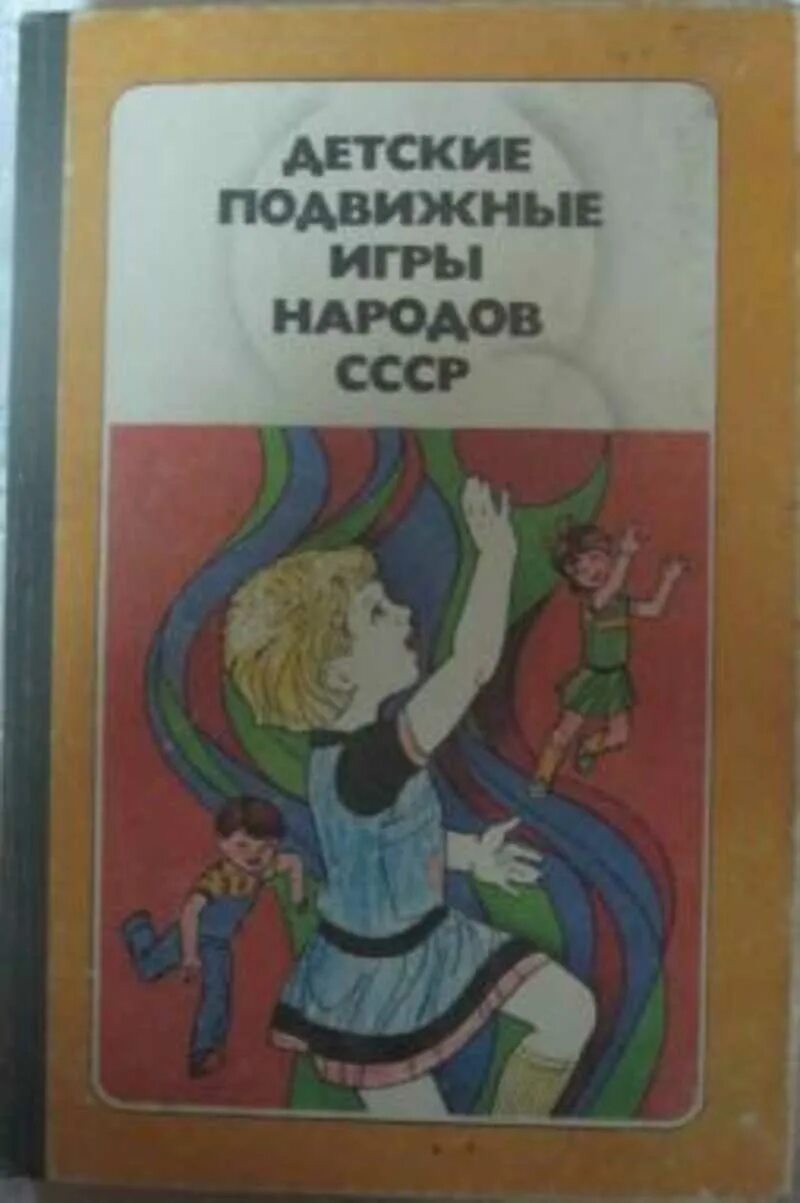 ДЕТСКИЕ
ПОДВИЖНЫЕ
ИГРЫ
НАРОДОВ
СССР